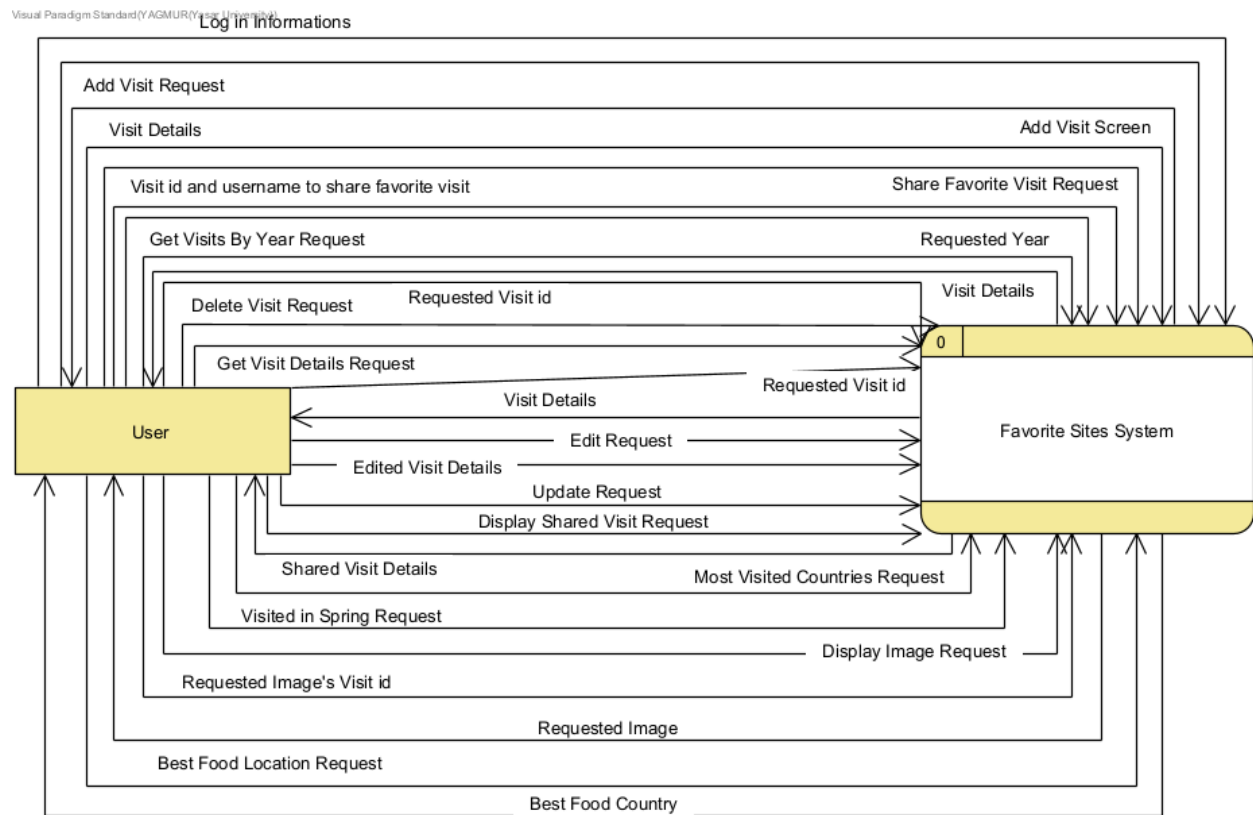 Visual Paradigm Standard(YAGMUR(Yasar University))
Log in Informations
Add Visit Request
Visit Details
Add Visit Screen
Visit id and username to share favorite visit
Share Favorite Visit Request
Get Visits By Year Request
Requested Year
Visit Details
Requested Visit id
Delete Visit Request
0
Get Visit Details Request
Requested Visit id
Visit Details
User
Favorite Sites System
Edit Request
Edited Visit Details
Update Request
Display Shared Visit Request
Shared Visit Details
Most Visited Countries Request
Visited in Spring Request
Display Image Request
Requested Image's Visit id
Requested Image
Best Food Location Request
Best Food Country